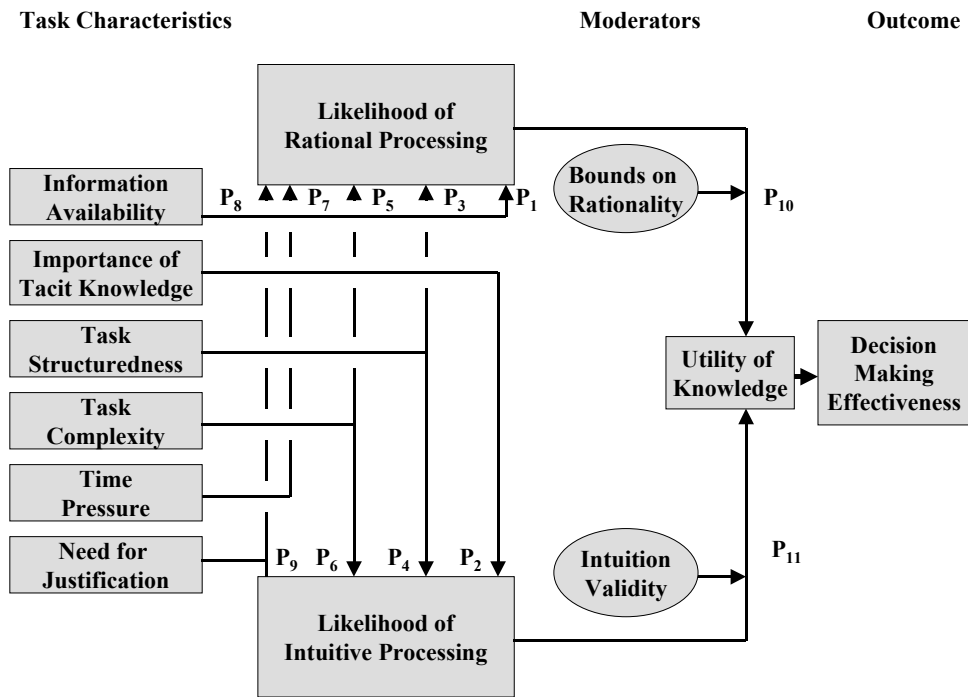 Task Characteristics
Moderators
Outcome
Likelihood of
Rational Processing
Information
Availability
P8
P7
P5
P3
P1
Bounds on
Rationality
P10
Importance of
Tacit Knowledge
Task
Structuredness
Utility of
Knowledge
Decision
Making
Effectiveness
Task
Complexity
Time
Pressure
Need for
Justification
P9
P6
P4
P2
Intuition
Validity
P11
Likelihood of
Intuitive Processing